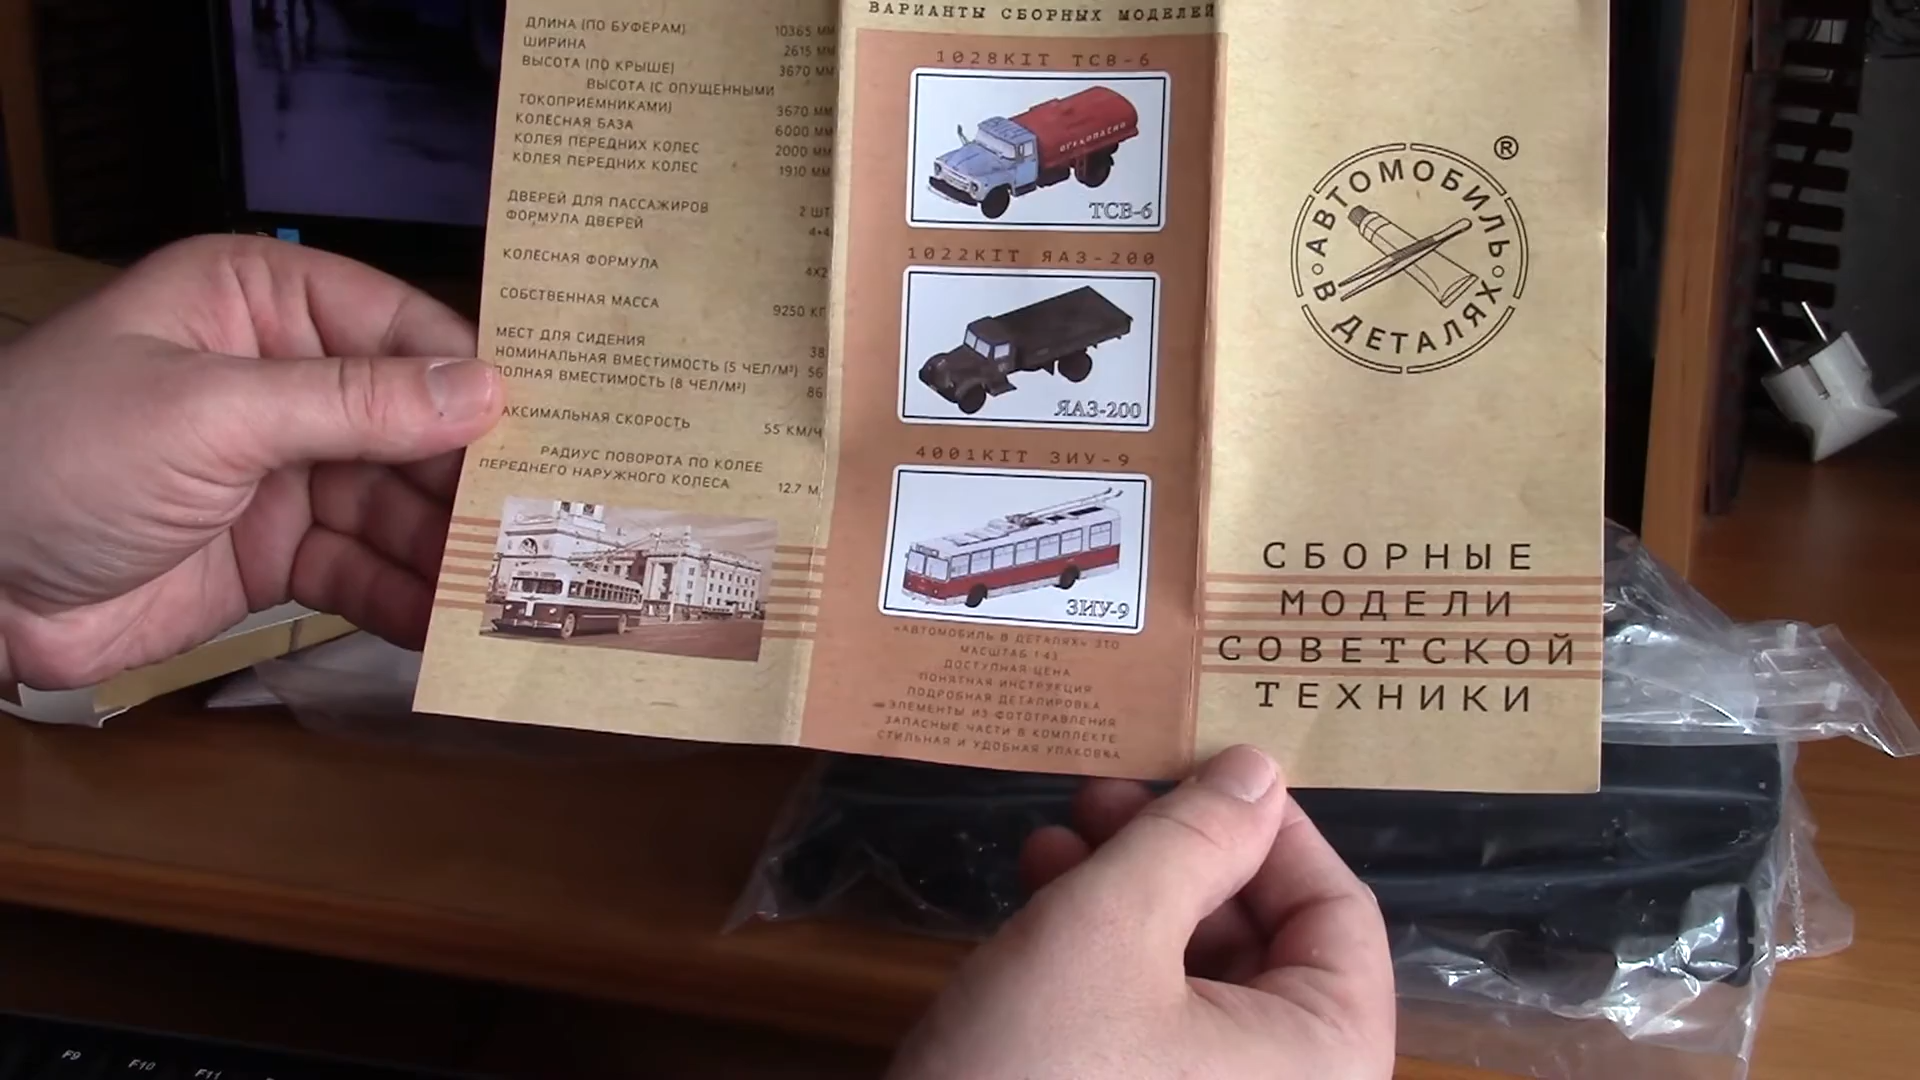 ДЛИНА (ПО БУФЕРАМ) 10365 ММ
ШИРИНА 2615 ММ
ВЫСОТА (ПО КРЫШЕ) 3670 ММ
ВЫСОТА (С ОПУЩЕННЫМИ
ТОКОПРИЕМНИКАМИ) 3670 ММ
КОЛЕСНАЯ БАЗА 6000 ММ
КОЛЕЯ ПЕРЕДНИХ КОЛЕС 2000 ММ
КОЛЕЯ ПЕРЕДНИХ КОЛЕС 1910 ММ
ДВЕРЕЙ ДЛЯ ПАССАЖИРОВ 2 ШТ
ФОРМУЛА ДВЕРЕЙ 4+4
КОЛЕСНАЯ ФОРМУЛА 4Х2
СОБСТВЕННАЯ МАССА 9250 КГ
МЕСТ ДЛЯ СИДЕНИЯ 38
НОМИНАЛЬНАЯ ВМЕСТИМОСТЬ (5 ЧЕЛ/М²) 56
ПОЛНАЯ ВМЕСТИМОСТЬ (8 ЧЕЛ/М²) 86
АКСИМАЛЬНАЯ СКОРОСТЬ 55 КМ/Ч
РАДИУС ПОВОРОТА ПО КОЛЕЕ
ПЕРЕДНЕГО НАРУЖНОГО КОЛЕСА 12.7 М
ВАРИАНТЫ СБОРНЫХ МОДЕЛЕЙ
1028KIT ТСВ-6
ОГНЕОПАСНО
ТСВ-6
1022KIT ЯАЗ-200
ЯАЗ-200
4001KIT ЗИУ-9
ЗИУ-9
«АВТОМОБИЛЬ В ДЕТАЛЯХ» ЭТО
МАСШТАБ 1:43
ДОСТУПНАЯ ЦЕНА
ПОНЯТНАЯ ИНСТРУКЦИЯ
ПОДРОБНАЯ ДЕТАЛИРОВКА
ЭЛЕМЕНТЫ ИЗ ФОТОТРАВЛЕНИЯ
ЗАПАСНЫЕ ЧАСТИ В КОМПЛЕКТЕ
СТИЛЬНАЯ И УДОБНАЯ УПАКОВКА
®
АВТОМОБИЛЬ
В ДЕТАЛЯХ
СБОРНЫЕ
МОДЕЛИ
СОВЕТСКОЙ
ТЕХНИКИ
F9 F10 F11